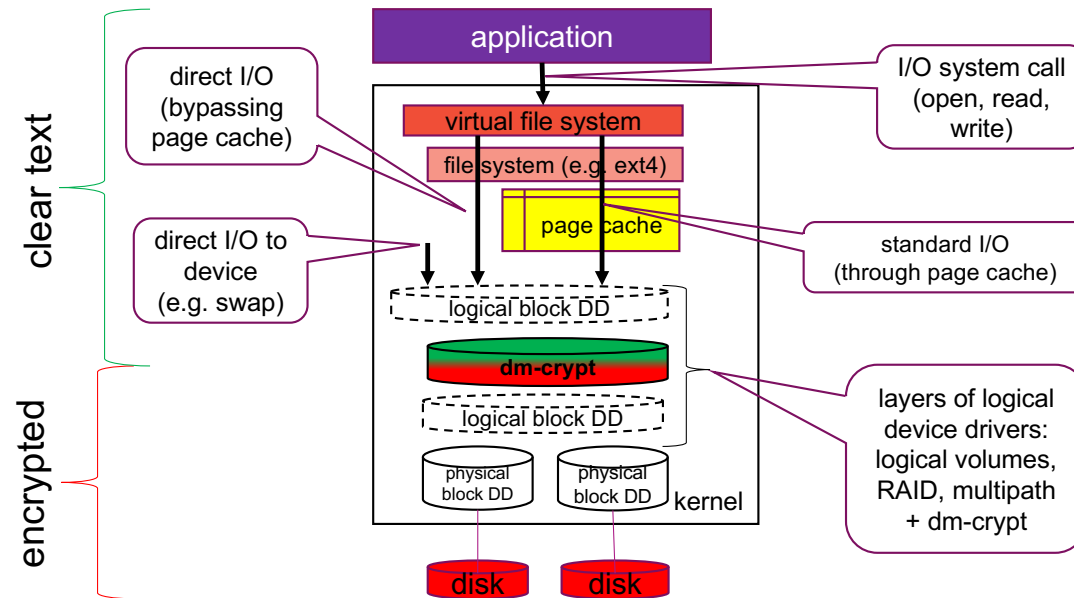 application
direct I/O
(bypassing
page cache)
I/O system call
(open, read,
write)
clear text
virtual file system
file system (e.g. ext4)
page cache
direct I/O to
device
(e.g. swap)
standard I/O
(through page cache)
logical block DD
dm-crypt
logical block DD
layers of logical
device drivers:
logical volumes,
RAID, multipath
+ dm-crypt
encrypted
physical
block DD
physical
block DD
kernel
disk
disk